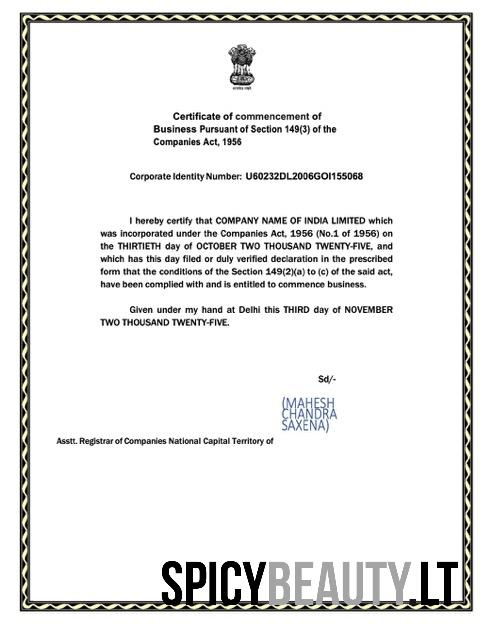 Certificate of commencement of
Business Pursuant of Section 149(3) of the
Companies Act, 1956
Corporate Identity Number: U60232DL2006GOI155068
I hereby certify that COMPANY NAME OF INDIA LIMITED which
was incorporated under the Companies Act, 1956 (No.1 of 1956) on
the THIRTIETH day of OCTOBER TWO THOUSAND TWENTY-FIVE, and
which has this day filed or duly verified declaration in the prescribed
form that the conditions of the Section 149(2)(a) to (c) of the said act,
have been complied with and is entitled to commence business.
Given under my hand at Delhi this THIRD day of NOVEMBER
TWO THOUSAND TWENTY-FIVE.
Sd/-
(MAHESH
CHANDRA
SAXENA)
Asstt. Registrar of Companies National Capital Territory of
SPICYBEAUTY.LT